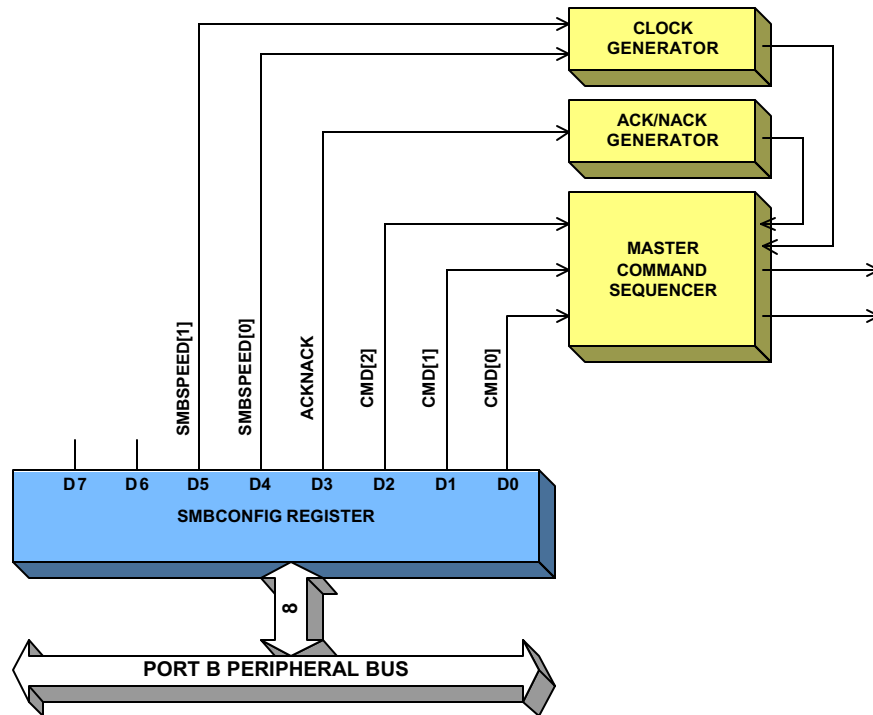 CLOCK
GENERATOR
ACK/NACK
GENERATOR
MASTER
COMMAND
SEQUENCER
SMBSPEED[1]
SMBSPEED[0]
ACKNACK
CMD[2]
CMD[1]
CMD[0]
D7 D6 D5 D4 D3 D2 D1 D0
SMBCONFIG REGISTER
8
PORT B PERIPHERAL BUS